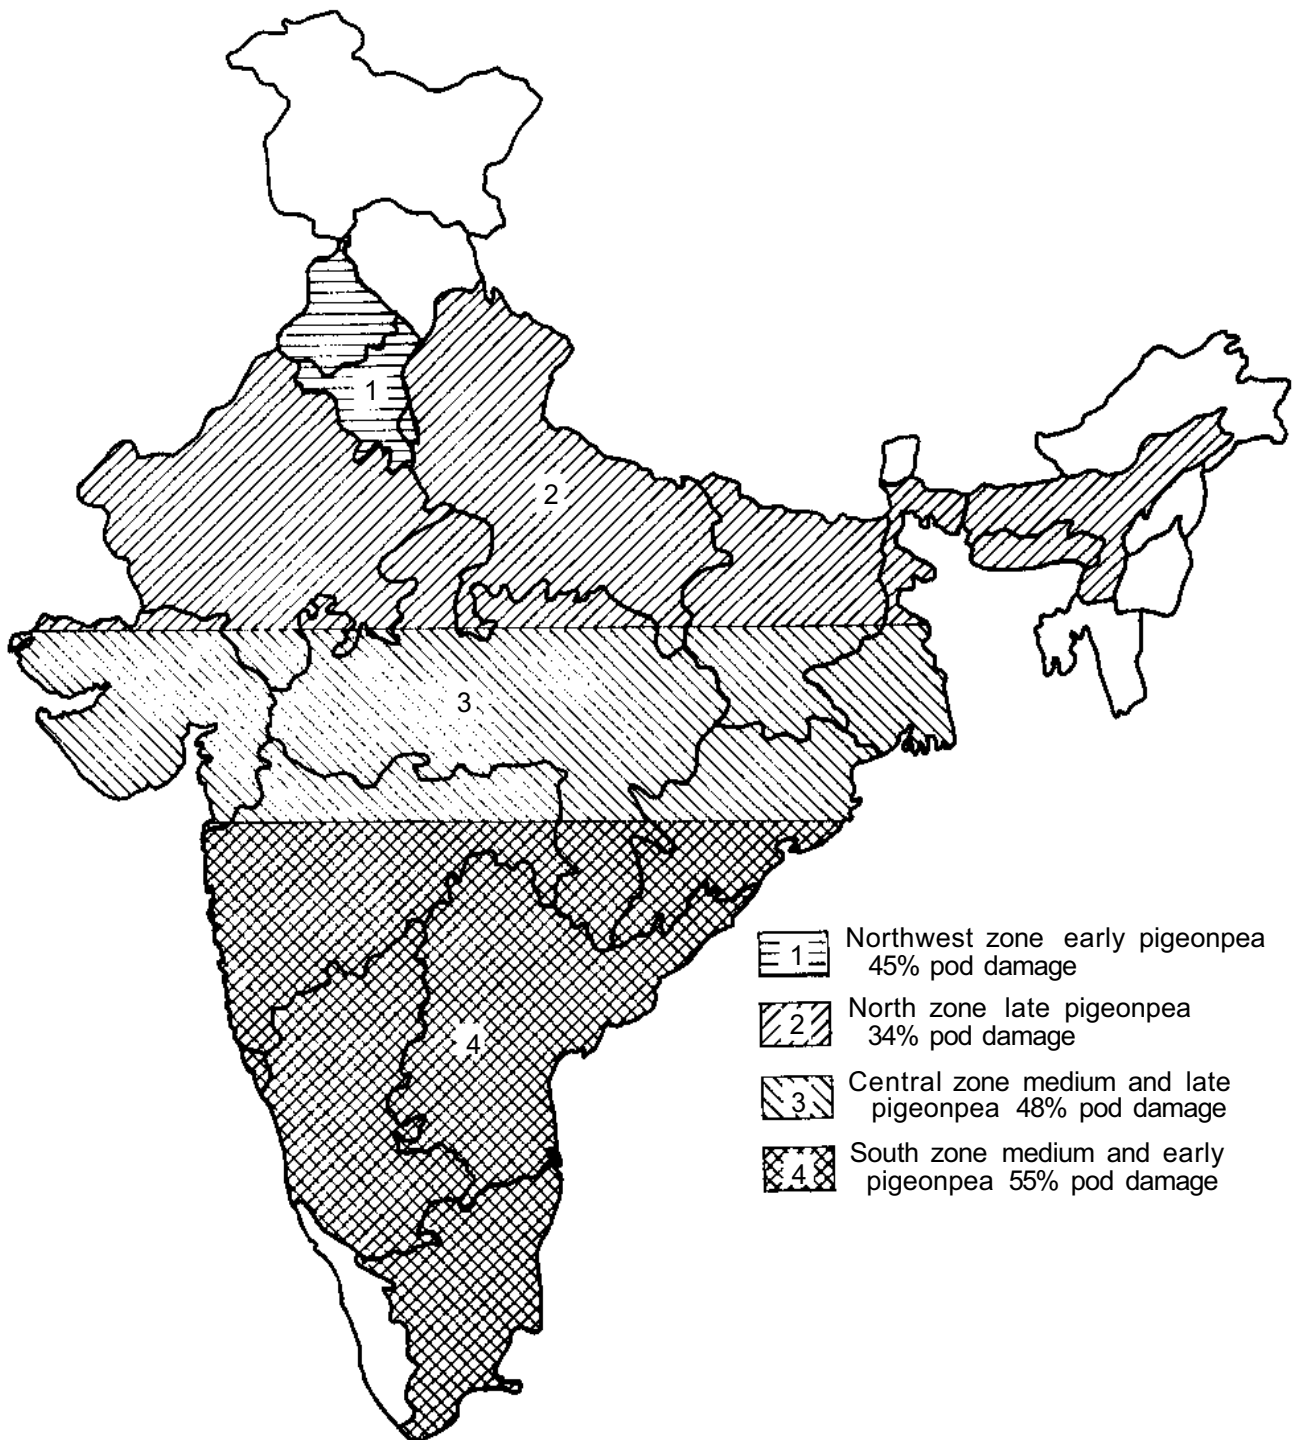 1
2
3
4
1 Northwest zone early pigeonpea
45% pod damage
2 North zone late pigeonpea
34% pod damage
3 Central zone medium and late
pigeonpea 48% pod damage
4 South zone medium and early
pigeonpea 55% pod damage